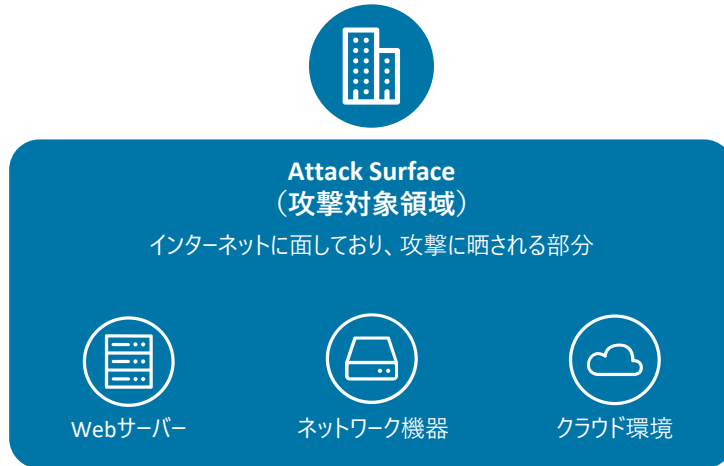 Attack Surface
（攻撃対象領域）
インターネットに面しており、攻撃に晒される部分
Webサーバー
ネットワーク機器
クラウド環境